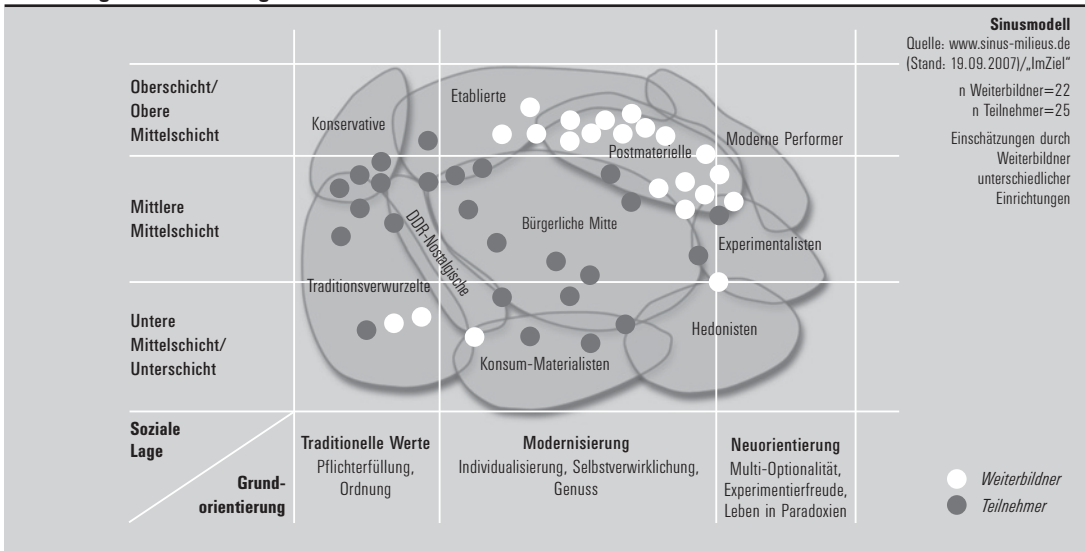 Sinusmodell
Quelle: www.sinus-milieus.de
(Stand: 19.09.2007)/„ImZiel"
n Weiterbildner=22
n Teilnehmer=25
Einschätzungen durch
Weiterbildner
unterschiedlicher
Einrichtungen
Oberschicht/
Obere
Mittelschicht
Mittlere
Mittelschicht
Untere
Mittelschicht/
Unterschicht
Konservative
Etablierte
Postmaterielle
Moderne Performer
Bürgerliche Mitte
DDR-Nostalgische
Experimentalisten
Traditionsverwurzelte
Hedonisten
Konsum-Materialisten
Soziale
Lage
Grund-
orientierung
Traditionelle Werte
Pflichterfüllung,
Ordnung
Modernisierung
Individualisierung, Selbstverwirklichung,
Genuss
Neuorientierung
Multi-Optionalität,
Experimentierfreude,
Leben in Paradoxien
Weiterbildner
Teilnehmer